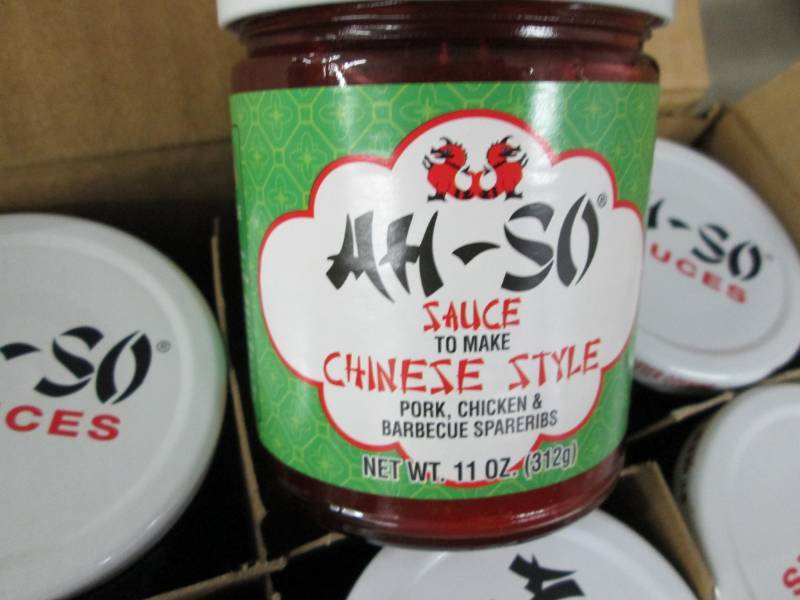 AH-SO®
SAUCE
TO MAKE
CHINESE STYLE
PORK, CHICKEN &
BARBECUE SPARERIBS
NET WT. 11 OZ. (312g)
-SO®
CES
-SO
UCES